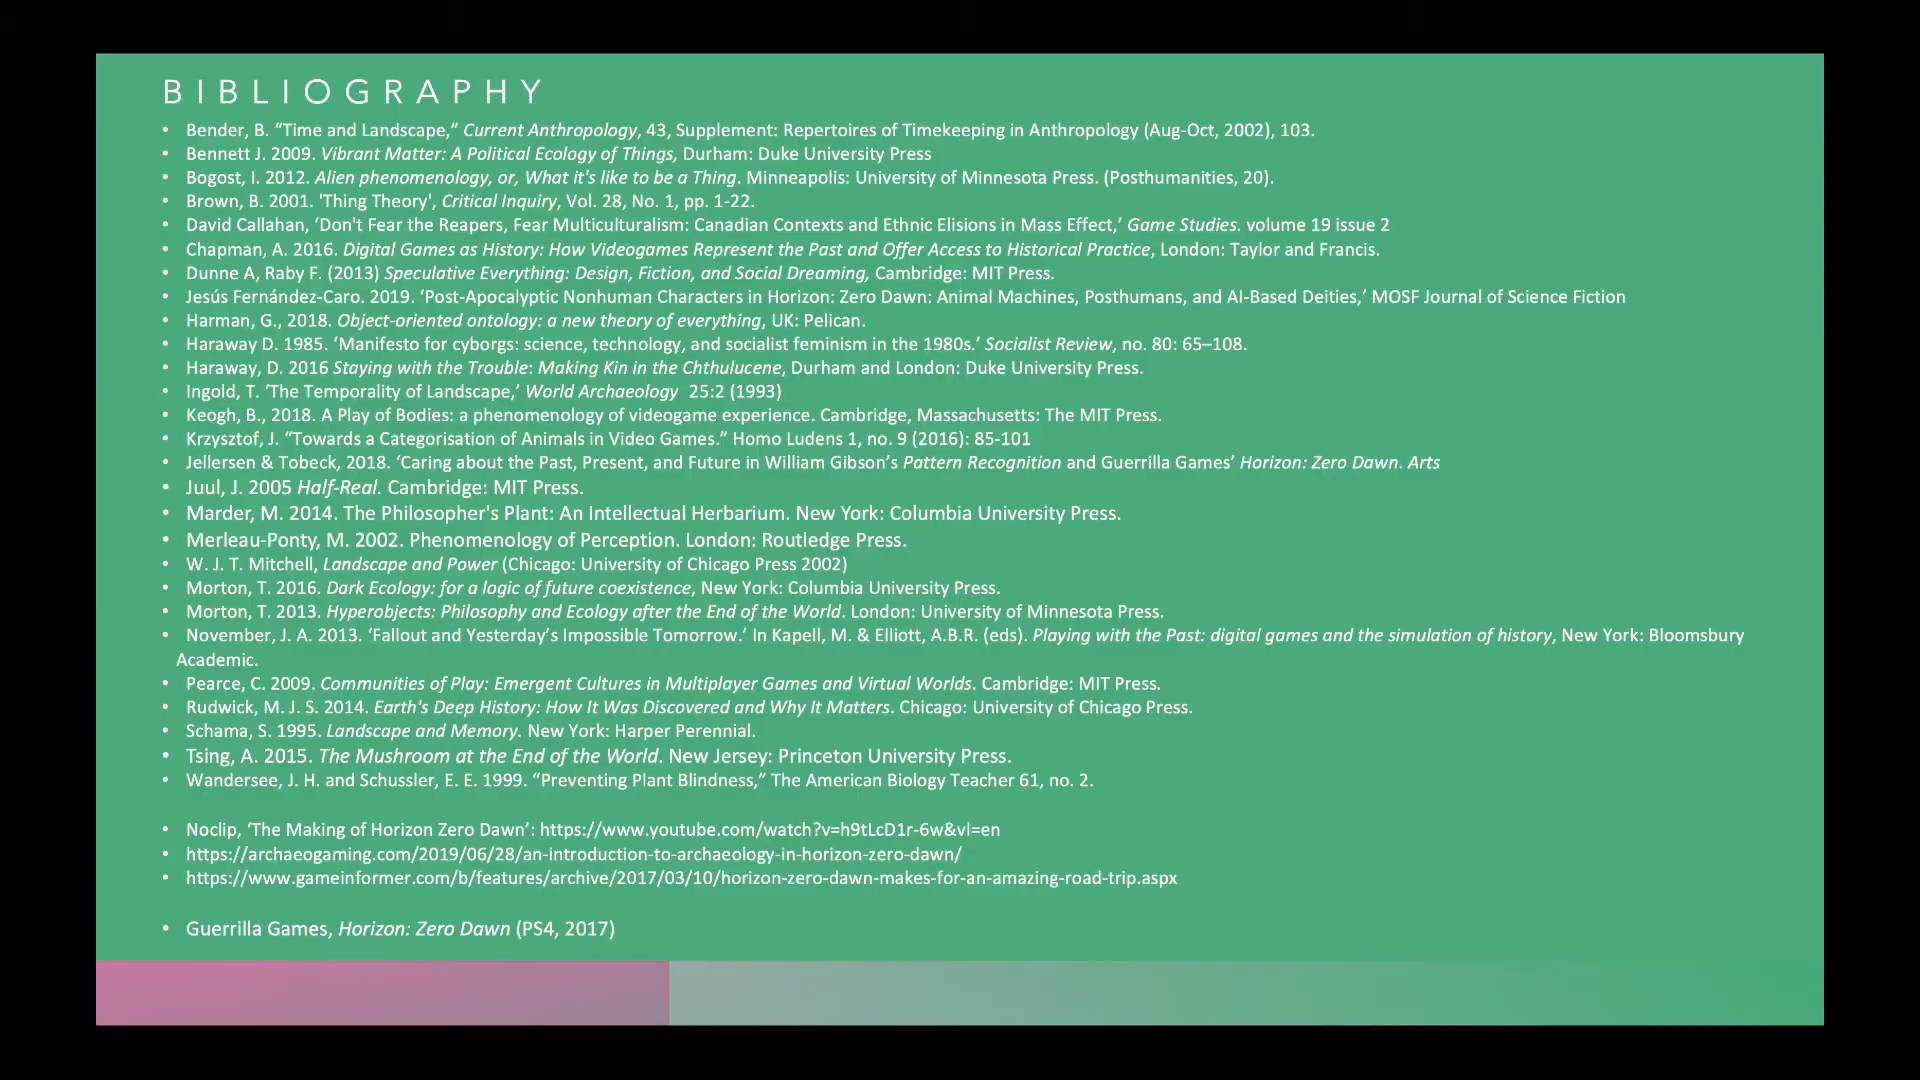 BIBLIOGRAPHY
• Bender, B. “Time and Landscape,” Current Anthropology, 43, Supplement: Repertoires of Timekeeping in Anthropology (Aug-Oct, 2002), 103.
• Bennett J. 2009. Vibrant Matter: A Political Ecology of Things, Durham: Duke University Press
• Bogost, I. 2012. Alien phenomenology, or, What it's like to be a Thing. Minneapolis: University of Minnesota Press. (Posthumanities, 20).
• Brown, B. 2001. 'Thing Theory', Critical Inquiry, Vol. 28, No. 1, pp. 1-22.
• David Callahan, ‘Don't Fear the Reapers, Fear Multiculturalism: Canadian Contexts and Ethnic Elisions in Mass Effect,’ Game Studies. volume 19 issue 2
• Chapman, A. 2016. Digital Games as History: How Videogames Represent the Past and Offer Access to Historical Practice, London: Taylor and Francis.
• Dunne A, Raby F. (2013) Speculative Everything: Design, Fiction, and Social Dreaming, Cambridge: MIT Press.
• Jesús Fernández-Caro. 2019. ‘Post-Apocalyptic Nonhuman Characters in Horizon: Zero Dawn: Animal Machines, Posthumans, and AI-Based Deities,’ MOSF Journal of Science Fiction
• Harman, G., 2018. Object-oriented ontology: a new theory of everything, UK: Pelican.
• Haraway D. 1985. ‘Manifesto for cyborgs: science, technology, and socialist feminism in the 1980s.’ Socialist Review, no. 80: 65–108.
• Haraway, D. 2016 Staying with the Trouble: Making Kin in the Chthulucene, Durham and London: Duke University Press.
• Ingold, T. ‘The Temporality of Landscape,’ World Archaeology 25:2 (1993)
• Keogh, B., 2018. A Play of Bodies: a phenomenology of videogame experience. Cambridge, Massachusetts: The MIT Press.
• Krzysztof, J. “Towards a Categorisation of Animals in Video Games.” Homo Ludens 1, no. 9 (2016): 85-101
• Jellersen & Tobeck, 2018. ‘Caring about the Past, Present, and Future in William Gibson’s Pattern Recognition and Guerrilla Games’ Horizon: Zero Dawn. Arts
• Juul, J. 2005 Half-Real. Cambridge: MIT Press.
• Marder, M. 2014. The Philosopher's Plant: An Intellectual Herbarium. New York: Columbia University Press.
• Merleau-Ponty, M. 2002. Phenomenology of Perception. London: Routledge Press.
• W. J. T. Mitchell, Landscape and Power (Chicago: University of Chicago Press 2002)
• Morton, T. 2016. Dark Ecology: for a logic of future coexistence, New York: Columbia University Press.
• Morton, T. 2013. Hyperobjects: Philosophy and Ecology after the End of the World. London: University of Minnesota Press.
• November, J. A. 2013. ‘Fallout and Yesterday’s Impossible Tomorrow.’ In Kapell, M. & Elliott, A.B.R. (eds). Playing with the Past: digital games and the simulation of history, New York: Bloomsbury
Academic.
• Pearce, C. 2009. Communities of Play: Emergent Cultures in Multiplayer Games and Virtual Worlds. Cambridge: MIT Press.
• Rudwick, M. J. S. 2014. Earth's Deep History: How It Was Discovered and Why It Matters. Chicago: University of Chicago Press.
• Schama, S. 1995. Landscape and Memory. New York: Harper Perennial.
• Tsing, A. 2015. The Mushroom at the End of the World. New Jersey: Princeton University Press.
• Wandersee, J. H. and Schussler, E. E. 1999. “Preventing Plant Blindness,” The American Biology Teacher 61, no. 2.
• Noclip, ‘The Making of Horizon Zero Dawn’: https://www.youtube.com/watch?v=h9tLcD1r-6w&vl=en
• https://archaeogaming.com/2019/06/28/an-introduction-to-archaeology-in-horizon-zero-dawn/
• https://www.gameinformer.com/b/features/archive/2017/03/10/horizon-zero-dawn-makes-for-an-amazing-road-trip.aspx
• Guerrilla Games, Horizon: Zero Dawn (PS4, 2017)